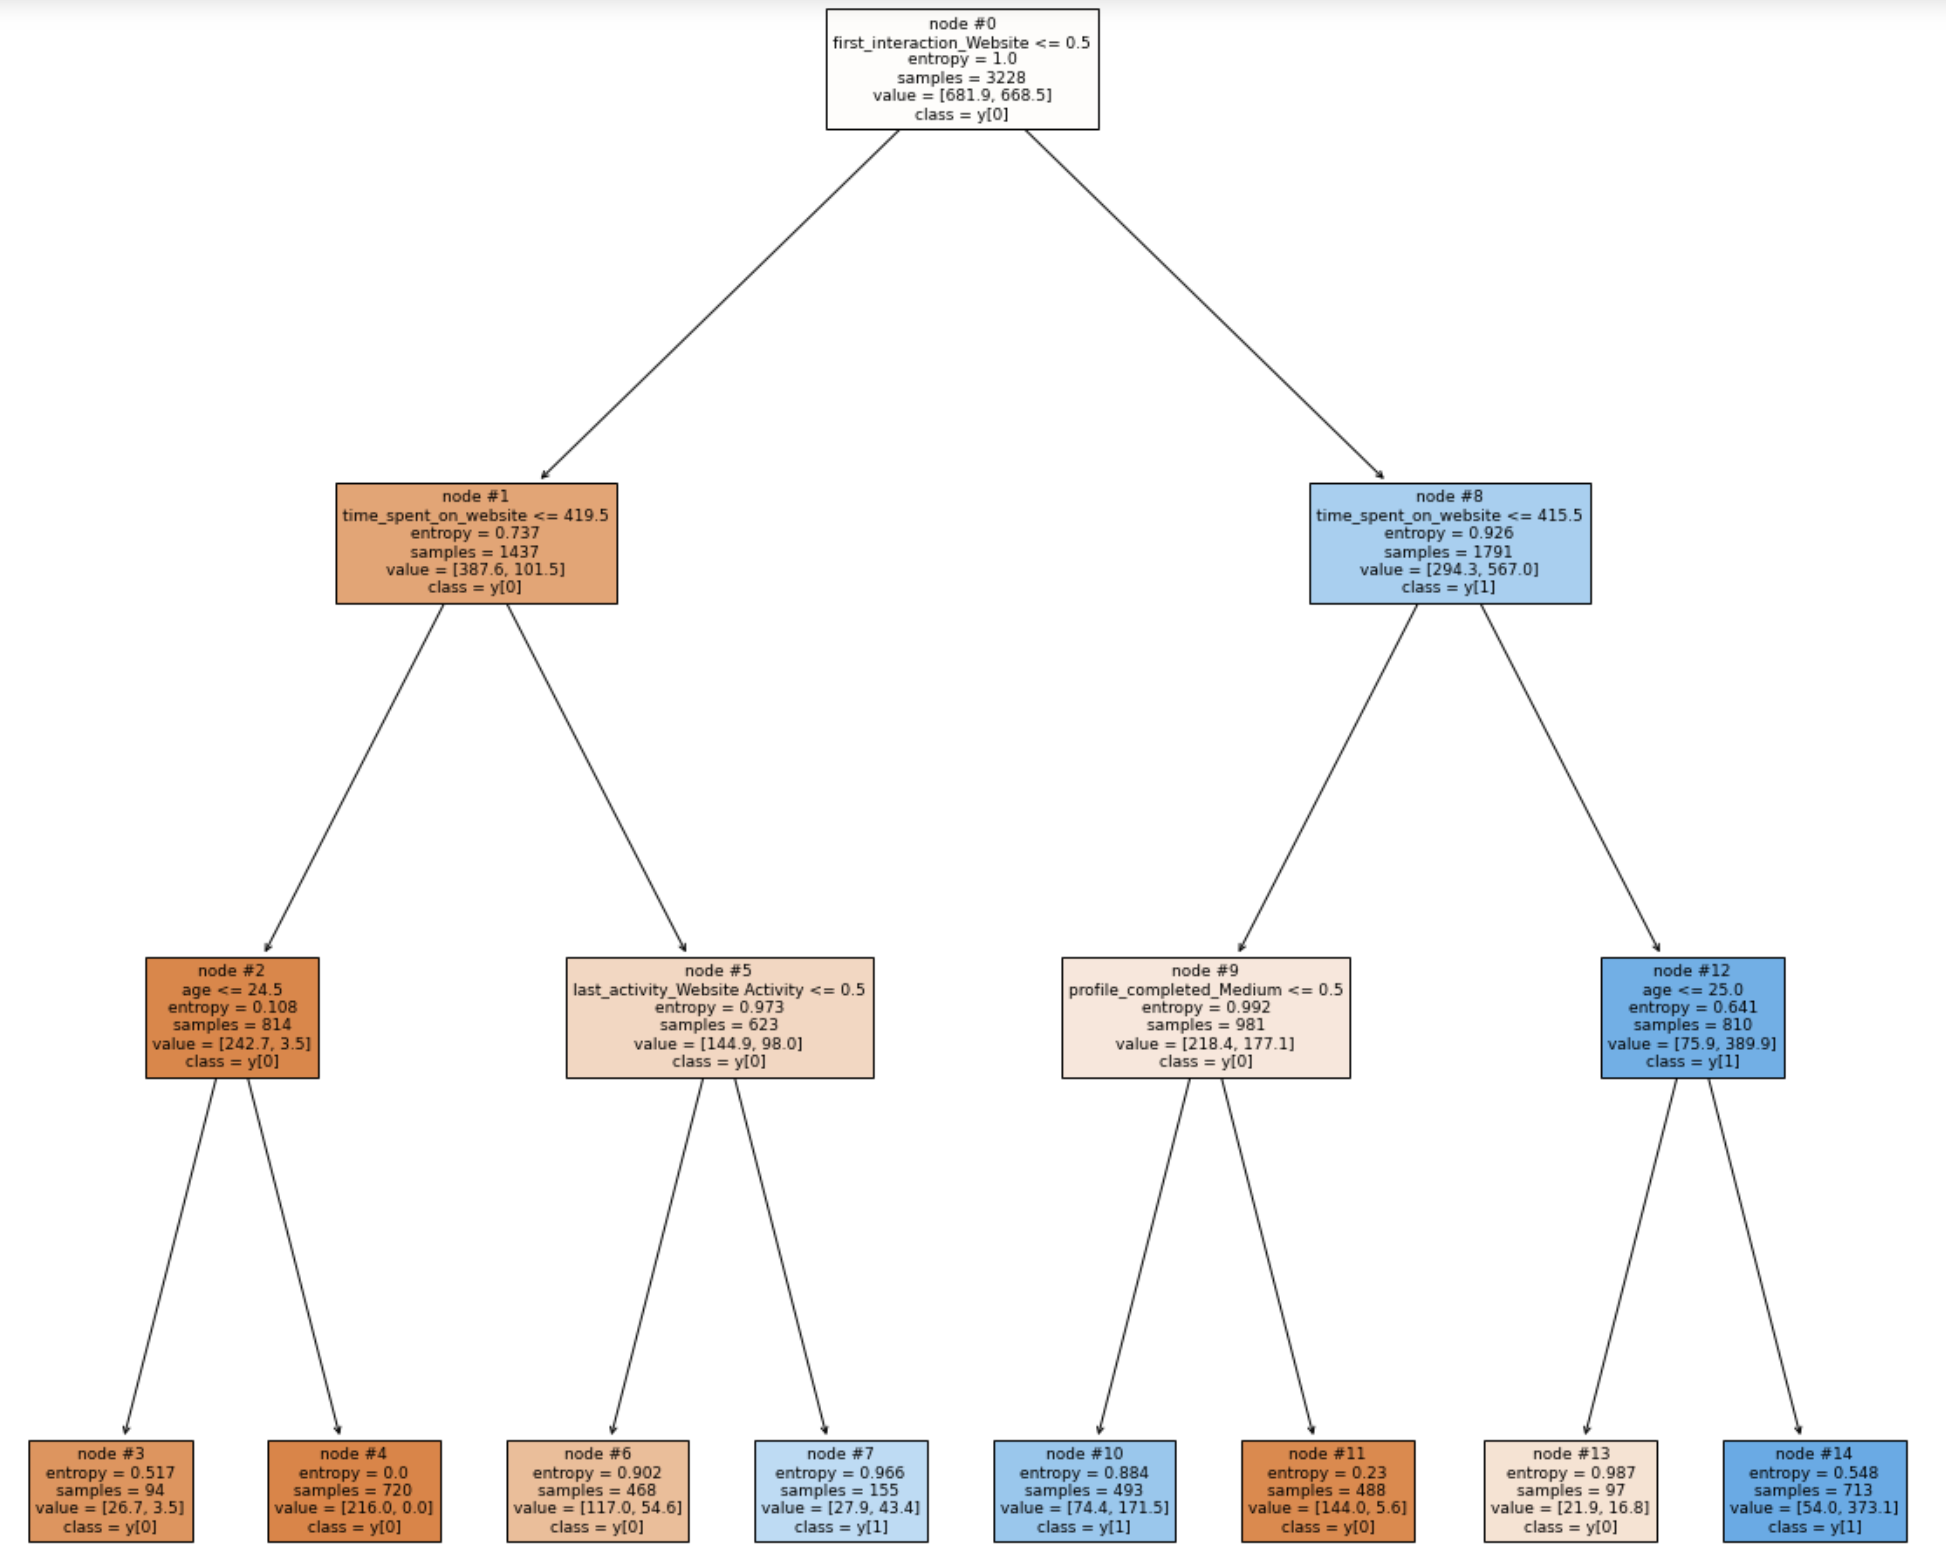 node #0
first_interaction_Website <= 0.5
entropy = 1.0
samples = 3228
value = [681.9, 668.5]
class = y[0]
node #1
time_spent_on_website <= 419.5
entropy = 0.737
samples = 1437
value = [387.6, 101.5]
class = y[0]
node #8
time_spent_on_website <= 415.5
entropy = 0.926
samples = 1791
value = [294.3, 567.0]
class = y[1]
node #2
age <= 24.5
entropy = 0.108
samples = 814
value = [242.7, 3.5]
class = y[0]
node #5
last_activity_Website Activity <= 0.5
entropy = 0.973
samples = 623
value = [144.9, 98.0]
class = y[0]
node #9
profile_completed_Medium <= 0.5
entropy = 0.992
samples = 981
value = [218.4, 177.1]
class = y[0]
node #12
age <= 25.0
entropy = 0.641
samples = 810
value = [75.9, 389.9]
class = y[1]
node #3
entropy = 0.517
samples = 94
value = [26.7, 3.5]
class = y[0]
node #4
entropy = 0.0
samples = 720
value = [216.0, 0.0]
class = y[0]
node #6
entropy = 0.902
samples = 468
value = [117.0, 54.6]
class = y[0]
node #7
entropy = 0.966
samples = 155
value = [27.9, 43.4]
class = y[1]
node #10
entropy = 0.884
samples = 493
value = [74.4, 171.5]
class = y[1]
node #11
entropy = 0.23
samples = 488
value = [144.0, 5.6]
class = y[0]
node #13
entropy = 0.987
samples = 97
value = [21.9, 16.8]
class = y[0]
node #14
entropy = 0.548
samples = 713
value = [54.0, 373.1]
class = y[1]